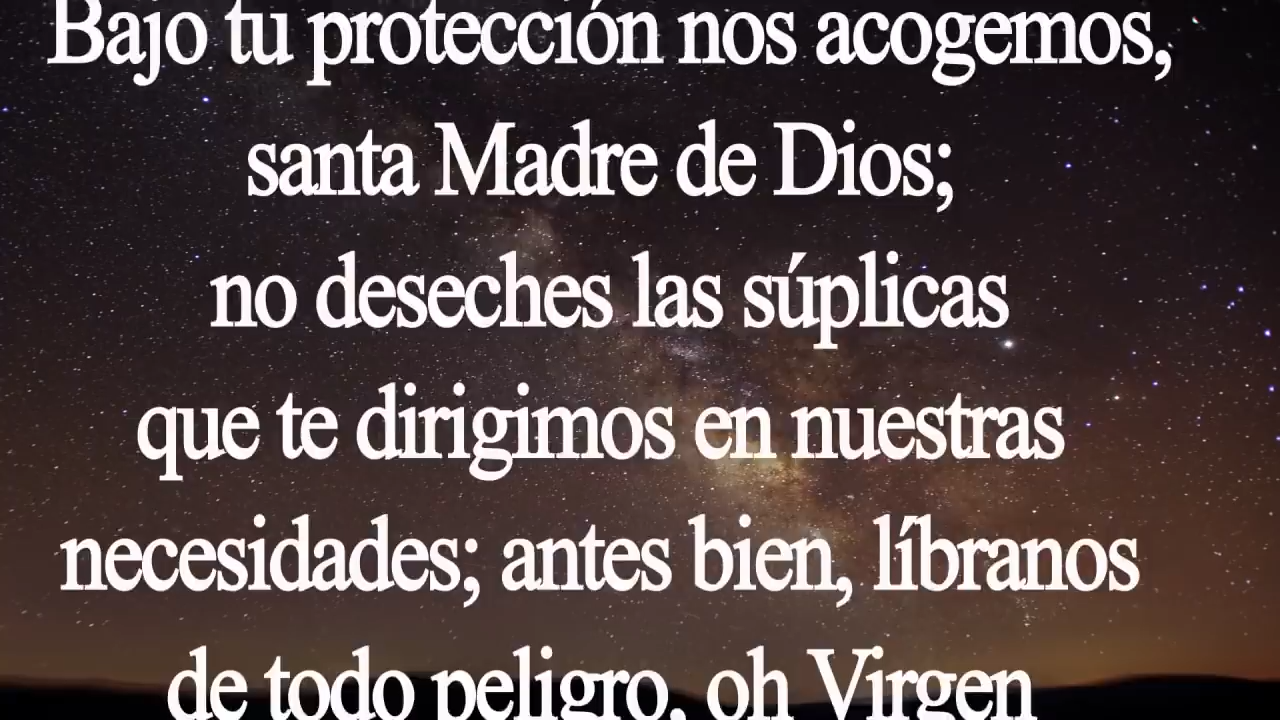 Bajo tu protección nos acogemos,
santa Madre de Dios;
no deseches las súplicas
que te dirigimos en nuestras
necesidades; antes bien, líbranos
de todo peligro, oh Virgen